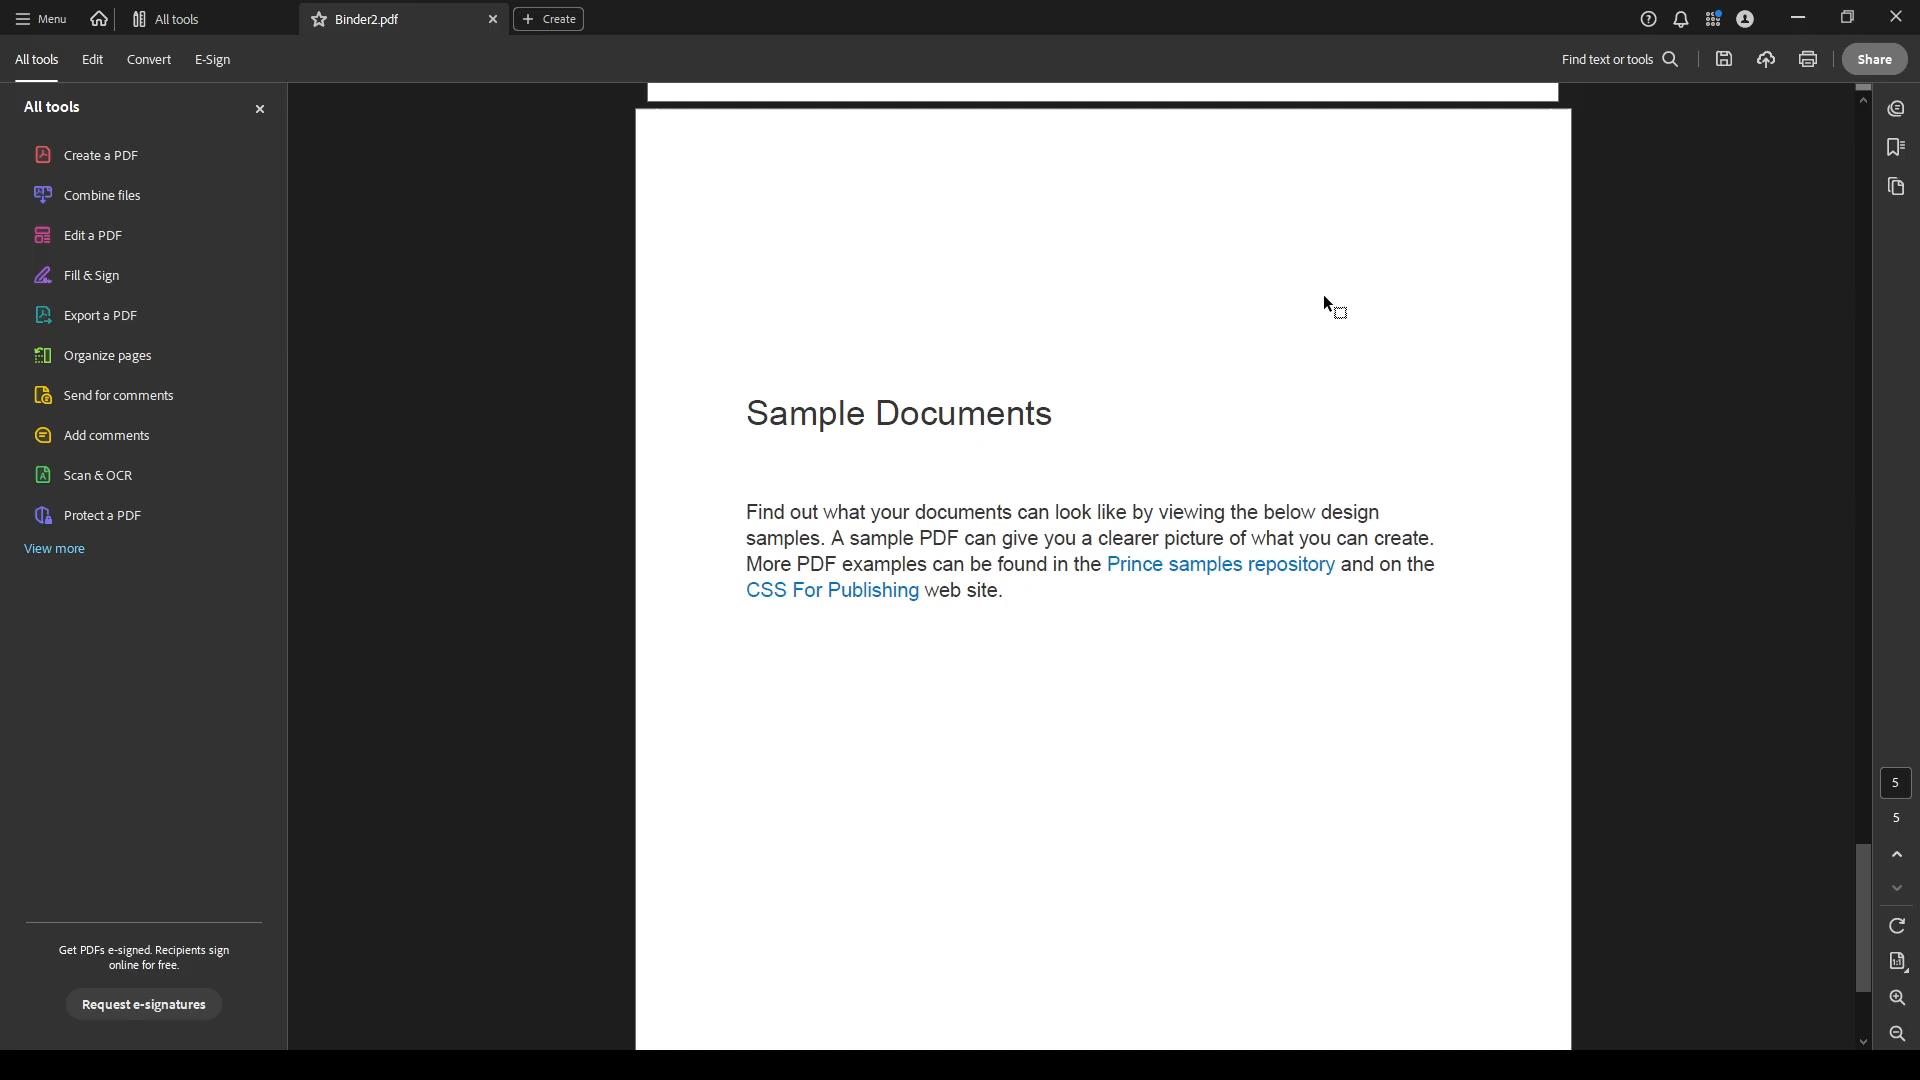 Menu
All tools
Binder2.pdf
Create
All tools
Edit
Convert
E-Sign
Find text or tools
Share
All tools
Create a PDF
Combine files
Edit a PDF
Fill & Sign
Export a PDF
Organize pages
Send for comments
Add comments
Scan & OCR
Protect a PDF
View more
Get PDFs e-signed. Recipients sign
online for free.
Request e-signatures
Sample Documents
Find out what your documents can look like by viewing the below design
samples. A sample PDF can give you a clearer picture of what you can create.
More PDF examples can be found in the Prince samples repository and on the
CSS For Publishing web site.
5
5
1:1